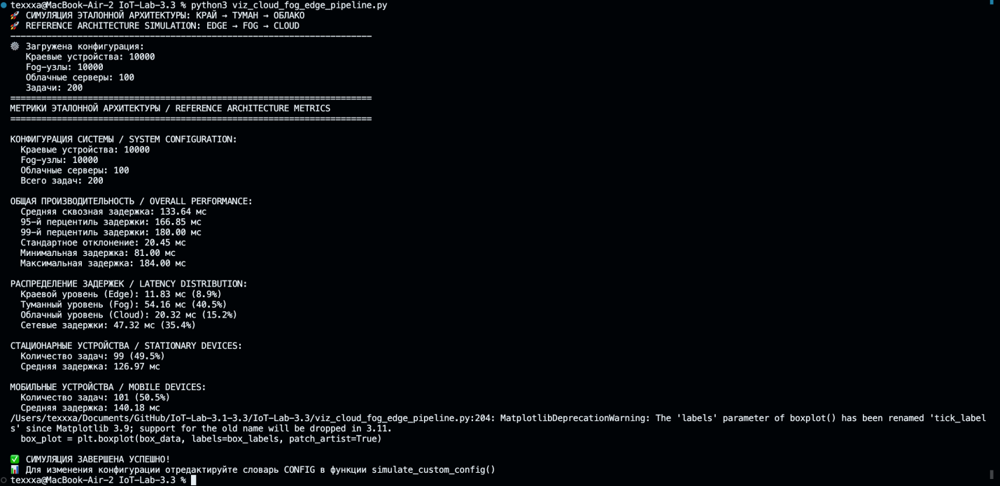 texxxa@MacBook-Air-2 IoT-Lab-3.3 % python3 viz_cloud_fog_edge_pipeline.py
🚀 СИМУЛЯЦИЯ ЭТАЛОННОЙ АРХИТЕКТУРЫ: КРАЙ → ТУМАН → ОБЛАКО
🚀 REFERENCE ARCHITECTURE SIMULATION: EDGE → FOG → CLOUD
----------------------------------------------------------------------
⚙️ Загружена конфигурация:
Краевые устройства: 10000
Fog-узлы: 10000
Облачные серверы: 100
Задачи: 200
======================================================================
МЕТРИКИ ЭТАЛОННОЙ АРХИТЕКТУРЫ / REFERENCE ARCHITECTURE METRICS
======================================================================
КОНФИГУРАЦИЯ СИСТЕМЫ / SYSTEM CONFIGURATION:
Краевые устройства: 10000
Fog-узлы: 10000
Облачные серверы: 100
Всего задач: 200
ОБЩАЯ ПРОИЗВОДИТЕЛЬНОСТЬ / OVERALL PERFORMANCE:
Средняя сквозная задержка: 133.64 мс
95-й перцентиль задержки: 166.85 мс
99-й перцентиль задержки: 180.00 мс
Стандартное отклонение: 20.45 мс
Минимальная задержка: 81.00 мс
Максимальная задержка: 184.00 мс
РАСПРЕДЕЛЕНИЕ ЗАДЕРЖЕК / LATENCY DISTRIBUTION:
Краевой уровень (Edge): 11.83 мс (8.9%)
Туманный уровень (Fog): 54.16 мс (40.5%)
Облачный уровень (Cloud): 20.32 мс (15.2%)
Сетевые задержки: 47.32 мс (35.4%)
СТАЦИОНАРНЫЕ УСТРОЙСТВА / STATIONARY DEVICES:
Количество задач: 99 (49.5%)
Средняя задержка: 126.97 мс
МОБИЛЬНЫЕ УСТРОЙСТВА / MOBILE DEVICES:
Количество задач: 101 (50.5%)
Средняя задержка: 140.18 мс
/Users/texxxa/Documents/GitHub/IoT-Lab-3.1-3.3/IoT-Lab-3.3/viz_cloud_fog_edge_pipeline.py:204: MatplotlibDeprecationWarning: The 'labels' parameter of boxplot() has been renamed 'tick_label
s' since Matplotlib 3.9; support for the old name will be dropped in 3.11.
box_plot = plt.boxplot(box_data, labels=box_labels, patch_artist=True)
✅ СИМУЛЯЦИЯ ЗАВЕРШЕНА УСПЕШНО!
📊 Для изменения конфигурации отредактируйте словарь CONFIG в функции simulate_custom_config()
texxxa@MacBook-Air-2 IoT-Lab-3.3 %